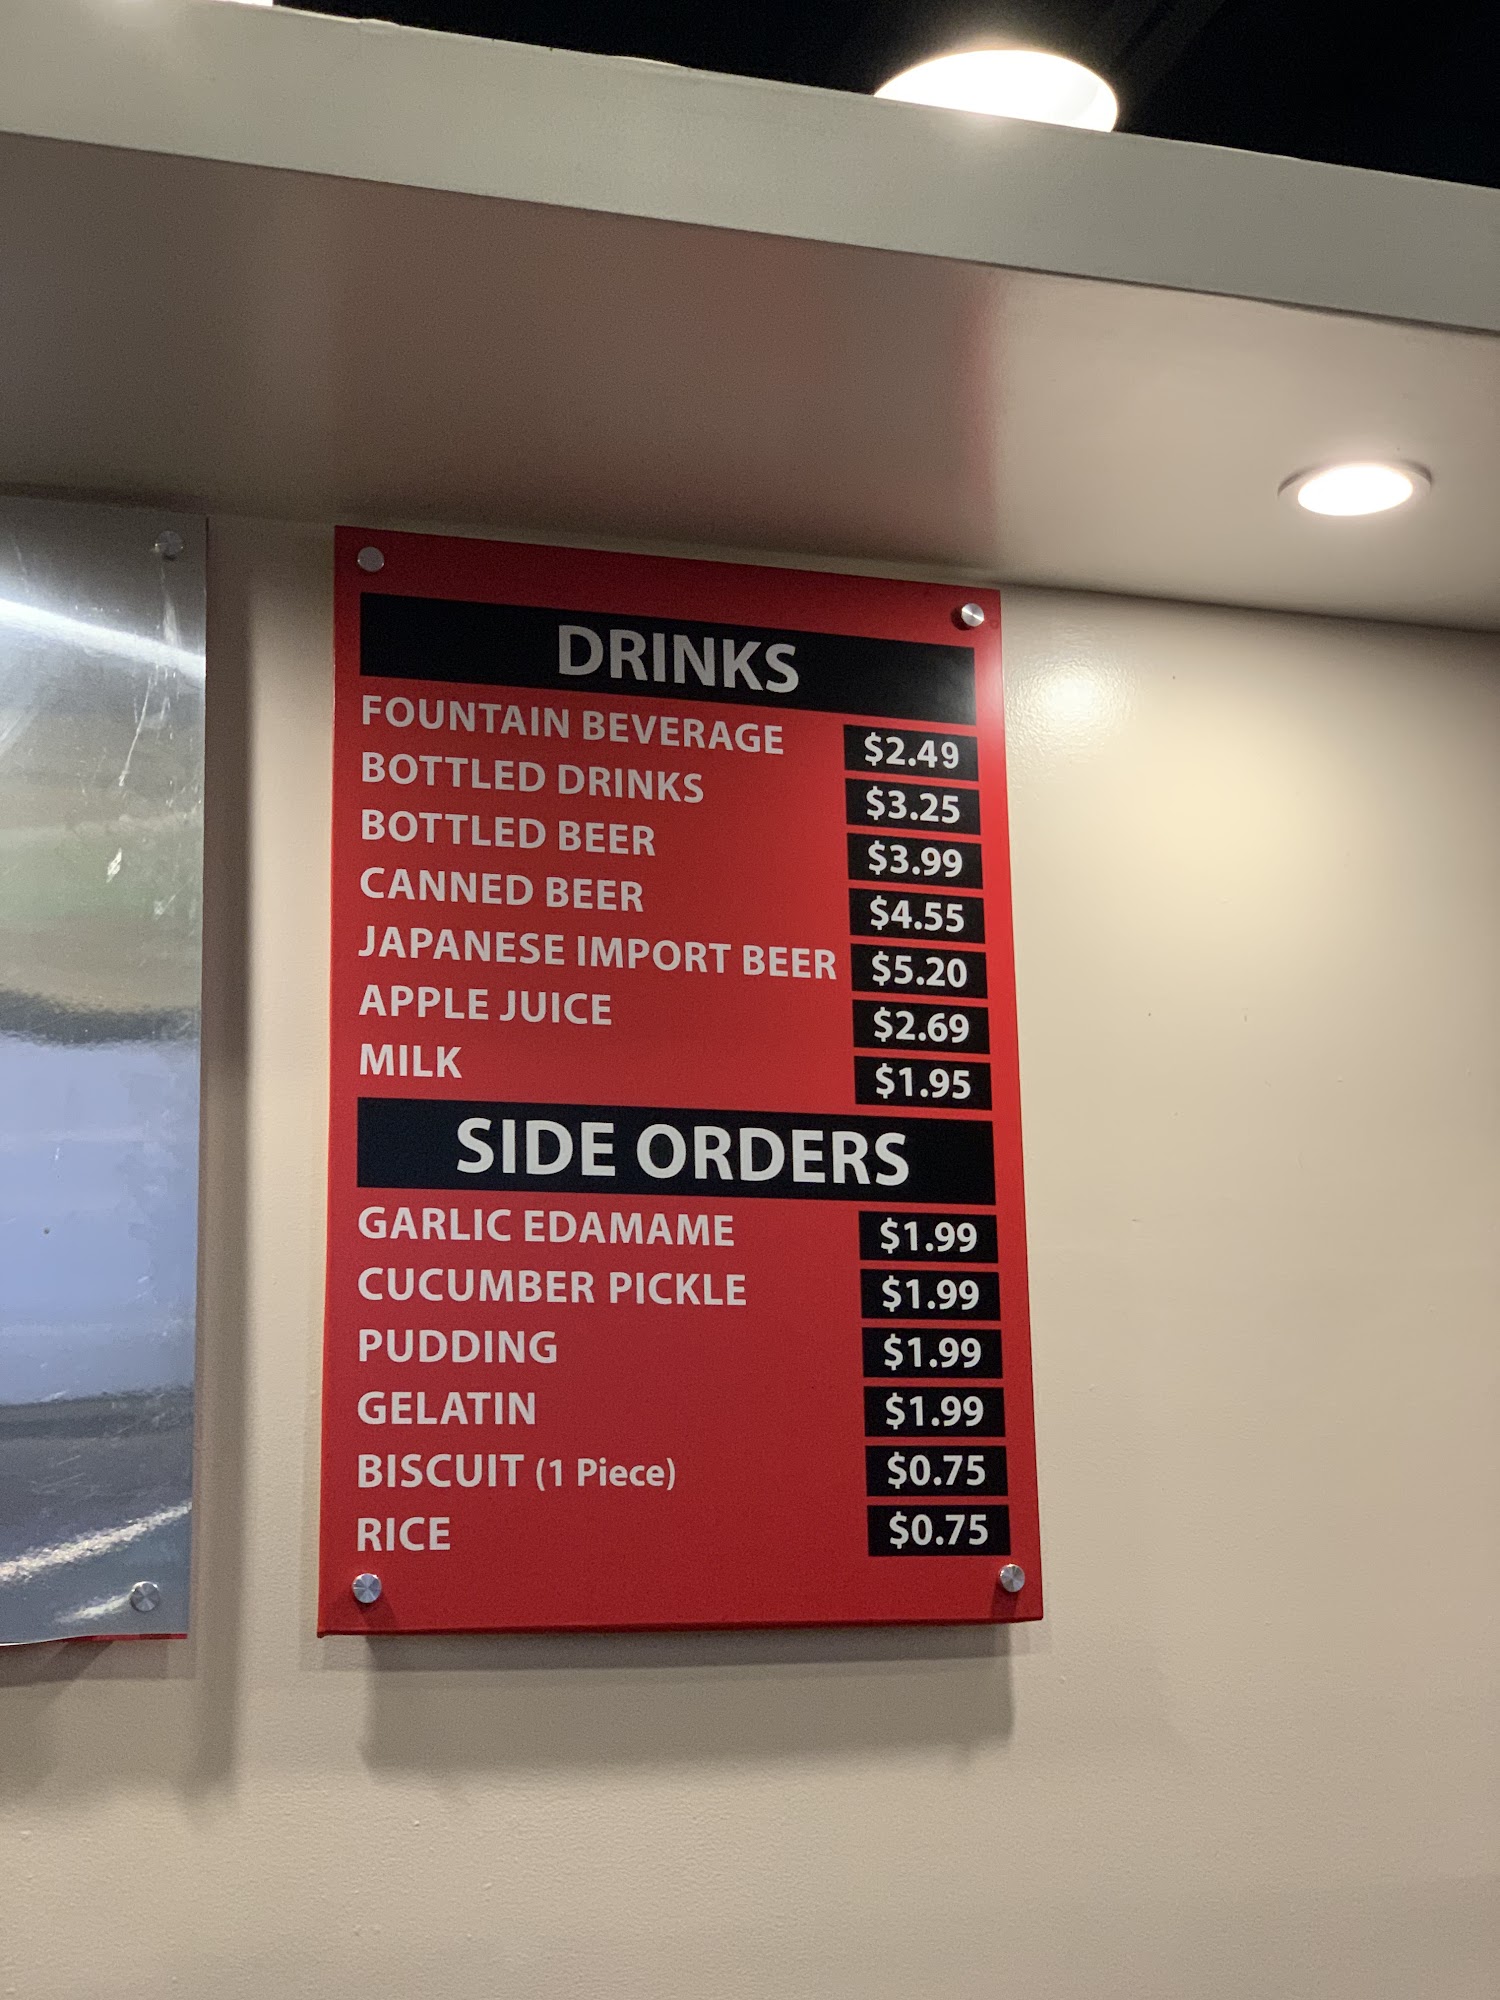 DRINKS
FOUNTAIN BEVERAGE $2.49
BOTTLED DRINKS $3.25
BOTTLED BEER $3.99
CANNED BEER $4.55
JAPANESE IMPORT BEER $5.20
APPLE JUICE $2.69
MILK $1.95
SIDE ORDERS
GARLIC EDAMAME $1.99
CUCUMBER PICKLE $1.99
PUDDING $1.99
GELATIN $1.99
BISCUIT (1 Piece) $0.75
RICE $0.75